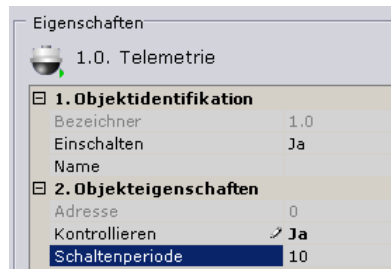 Eigenschaften
1.0. Telemetrie
1. Objektidentifikation
Bezeichner 1.0
Einschalten Ja
Name
2. Objekteigenschaften
Adresse 0
Kontrollieren Ja
Schaltenperiode 10